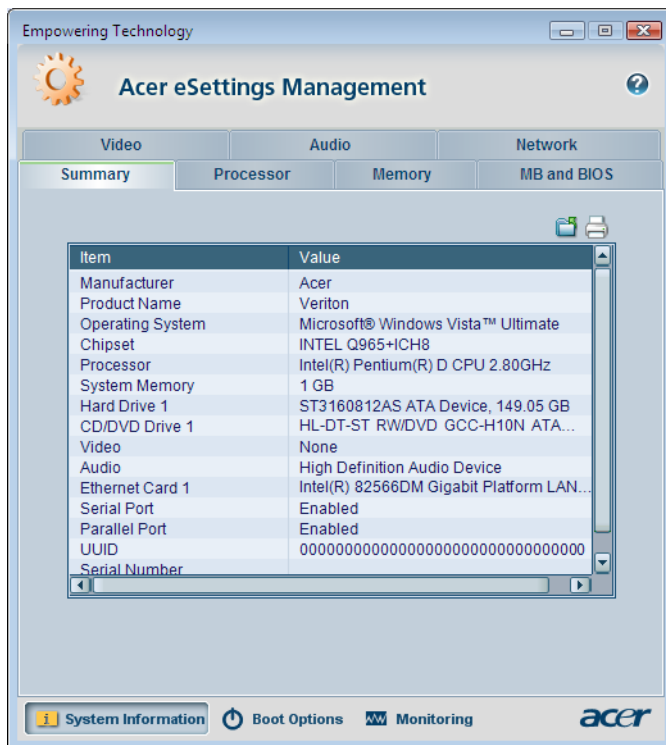 Empowering Technology
Acer eSettings Management
Video Audio Network
Summary Processor Memory MB and BIOS
Item Value
Manufacturer Acer
Product Name Veriton
Operating System Microsoft® Windows Vista™ Ultimate
Chipset INTEL Q965+ICH8
Processor Intel(R) Pentium(R) D CPU 2.80GHz
System Memory 1 GB
Hard Drive 1 ST3160812AS ATA Device, 149.05 GB
CD/DVD Drive 1 HL-DT-ST RW/DVD GCC-H10N ATA...
Video None
Audio High Definition Audio Device
Ethernet Card 1 Intel(R) 82566DM Gigabit Platform LAN...
Serial Port Enabled
Parallel Port Enabled
UUID 00000000000000000000000000000000
Serial Number
System Information Boot Options Monitoring acer